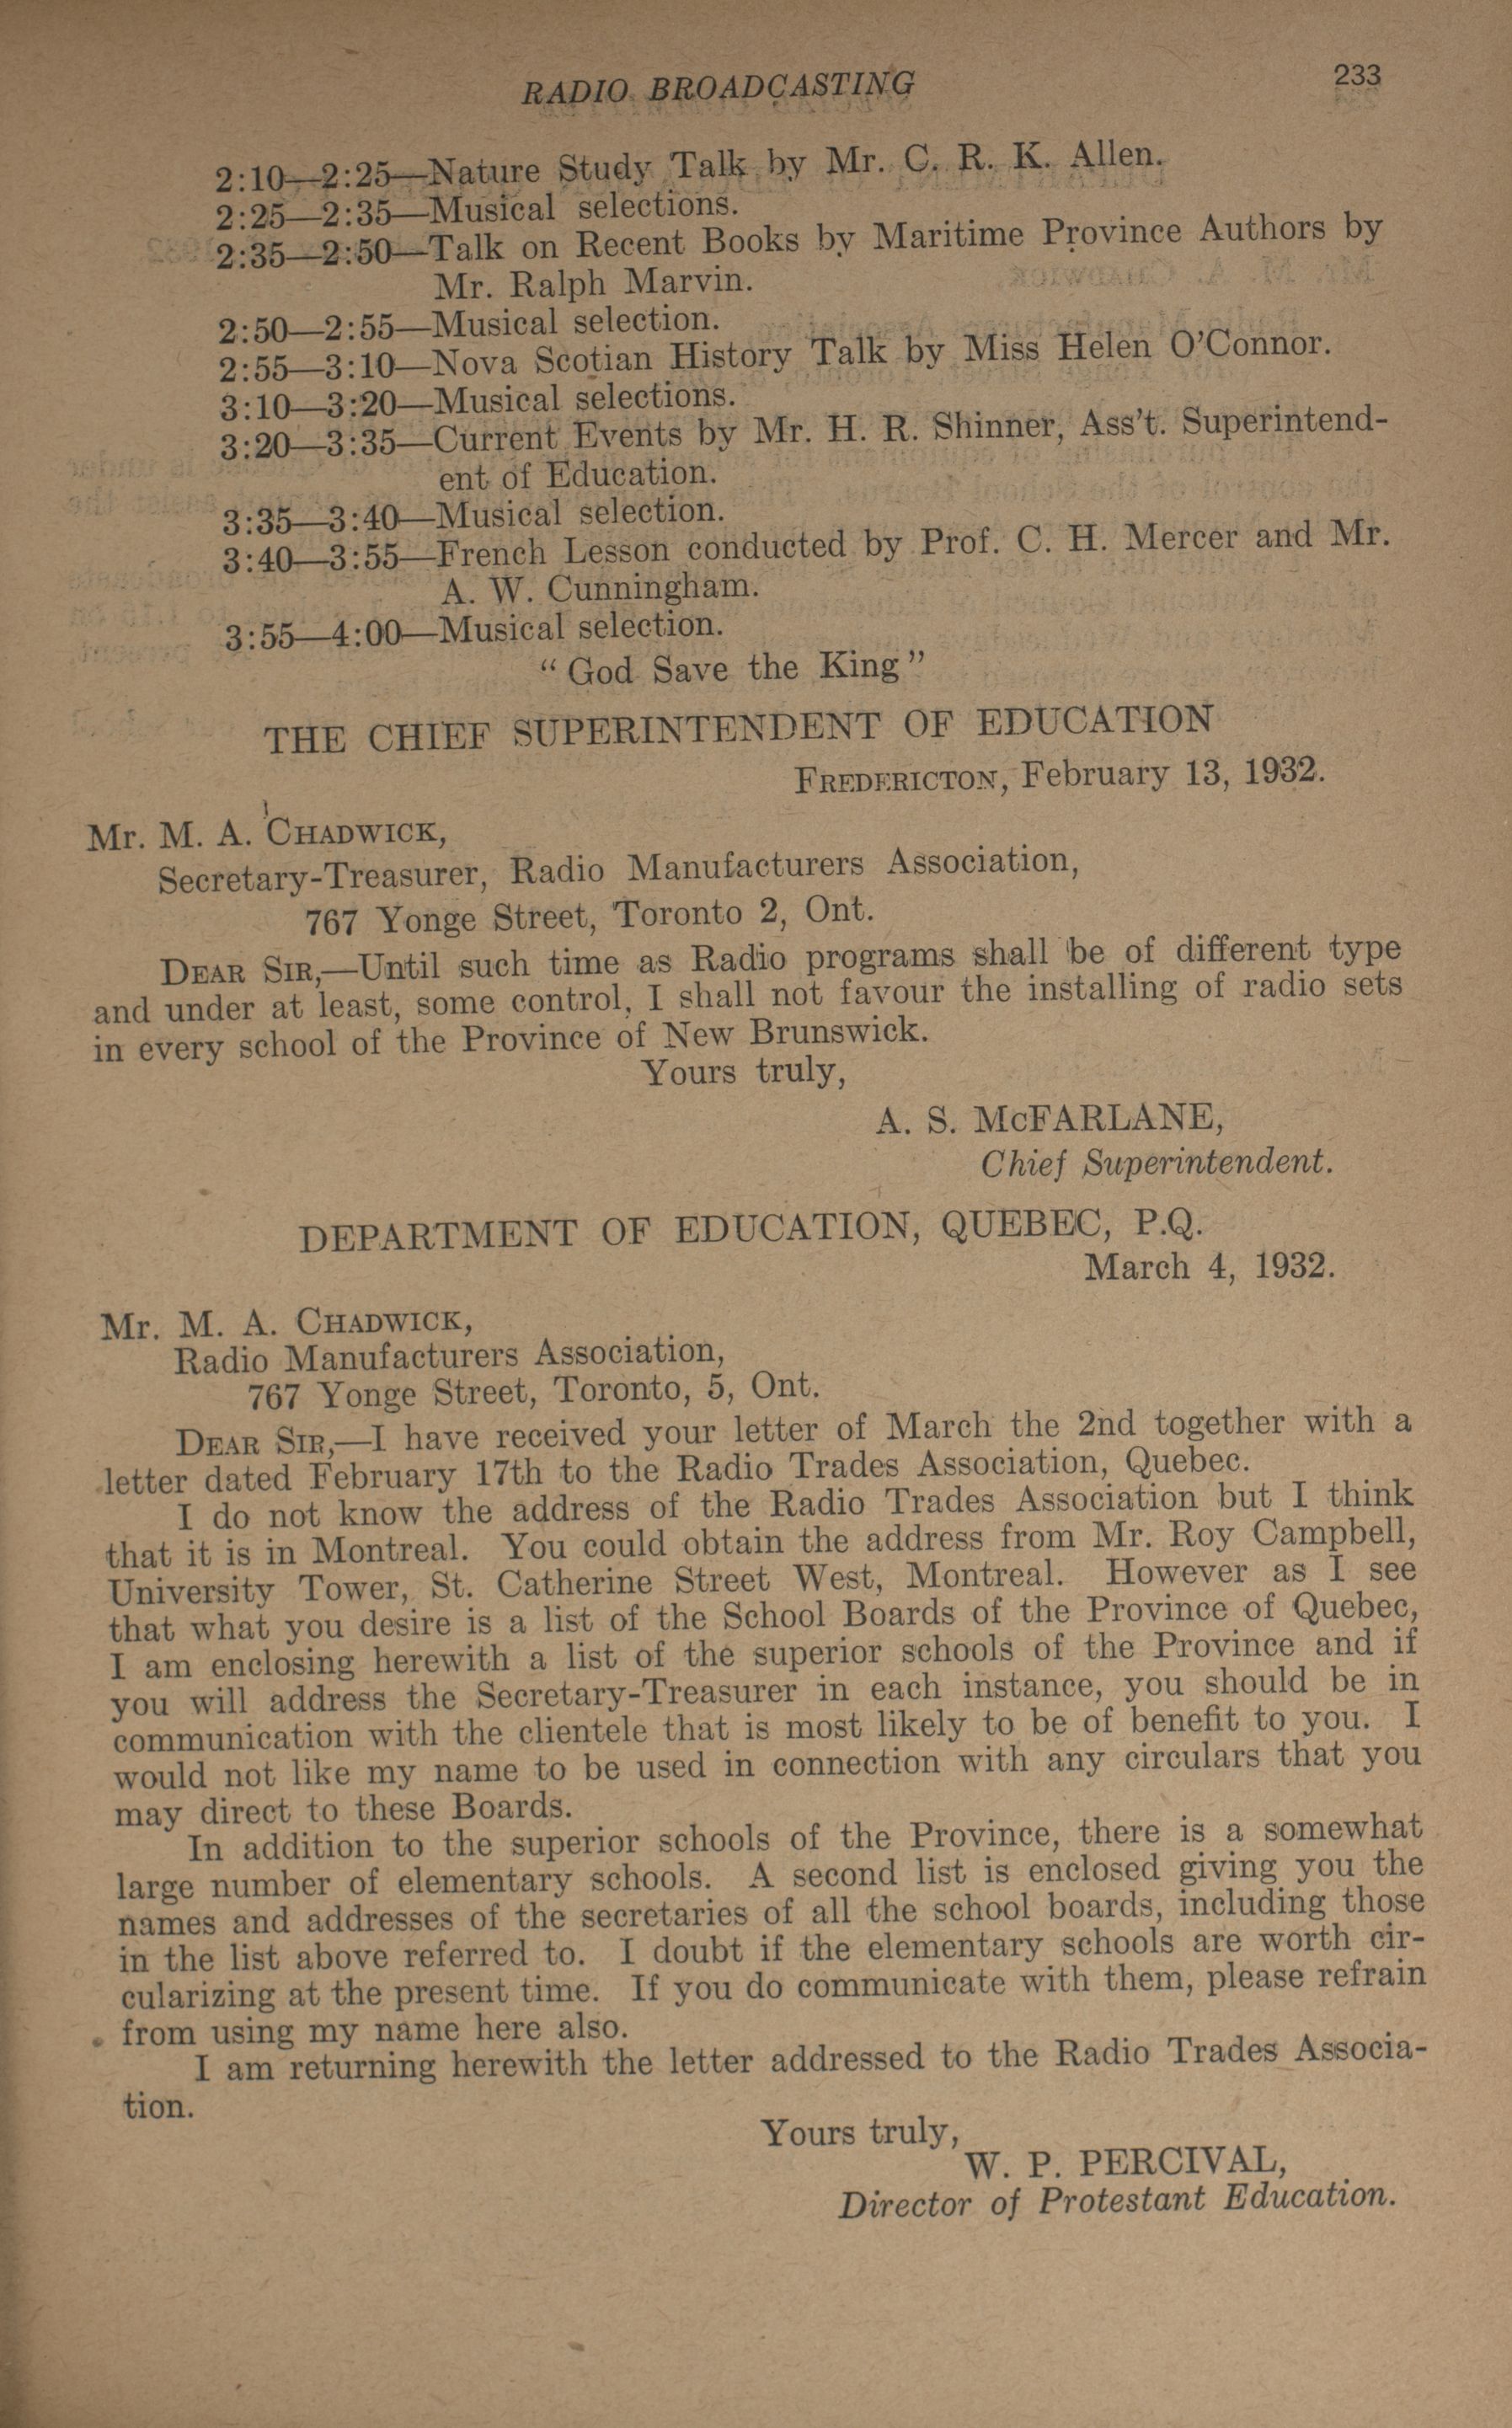 RADIO BROADCASTING 233
2:10—2:25—Nature Study Talk by Mr. C. R. K. Allen.
2:25—2:35—Musical selections.
2:35—2:50—Talk on Recent Books by Maritime Province Authors by
Mr. Ralph Marvin.
2:50—2:55—Musical selection.
2:55—3:10—Nova Scotian History Talk by Miss Helen O'Connor.
3:10—3:20—Musical selections.
3:20—3:35—Current Events by Mr. H. R. Shinner, Ass't. Superintend-
ent of Education.
3:35—3:40—Musical selection.
3:40—3:55—French Lesson conducted by Prof. C. H. Mercer and Mr.
A. W. Cunningham.
3:55—4:00—Musical selection.
“God Save the King”
THE CHIEF SUPERINTENDENT OF EDUCATION
FREDERICTON, February 13, 1932.
Mr. M. A. CHADWICK,
Secretary-Treasurer, Radio Manufacturers Association,
767 Yonge Street, Toronto 2, Ont.
DEAR SIR,—Until such time as Radio programs shall be of different type
and under at least, some control, I shall not favour the installing of radio sets
in every school of the Province of New Brunswick.
Yours truly,
A. S. McFARLANE,
Chief Superintendent.
DEPARTMENT OF EDUCATION, QUEBEC, P.Q.
March 4, 1932.
Mr. M. A. CHADWICK,
Radio Manufacturers Association,
767 Yonge Street, Toronto, 5, Ont.
DEAR SIR,—I have received your letter of March the 2nd together with a
letter dated February 17th to the Radio Trades Association, Quebec.
I do not know the address of the Radio Trades Association but I think
that it is in Montreal. You could obtain the address from Mr. Roy Campbell,
University Tower, St. Catherine Street West, Montreal. However as I see
that what you desire is a list of the School Boards of the Province of Quebec,
I am enclosing herewith a list of the superior schools of the Province and if
you will address the Secretary-Treasurer in each instance, you should be in
communication with the clientele that is most likely to be of benefit to you. I
would not like my name to be used in connection with any circulars that you
may direct to these Boards.
In addition to the superior schools of the Province, there is a somewhat
large number of elementary schools. A second list is enclosed giving you the
names and addresses of the secretaries of all the school boards, including those
in the list above referred to. I doubt if the elementary schools are worth cir-
cularizing at the present time. If you do communicate with them, please refrain
from using my name here also.
I am returning herewith the letter addressed to the Radio Trades Associa-
tion.
Yours truly,
W. P. PERCIVAL,
Director of Protestant Education.